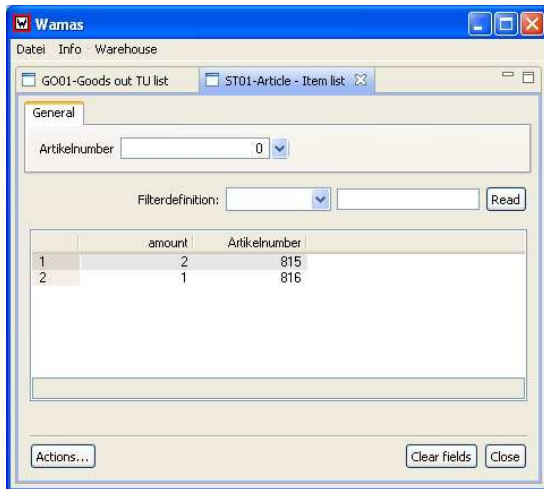 W Wamas
Datei Info Warehouse
GO01-Goods out TU list ST01-Article - Item list
General
Artikelnumber 0
Filterdefinition: Read
amount Artikelnumber
1 2 815
2 1 816
Actions... Clear fields Close